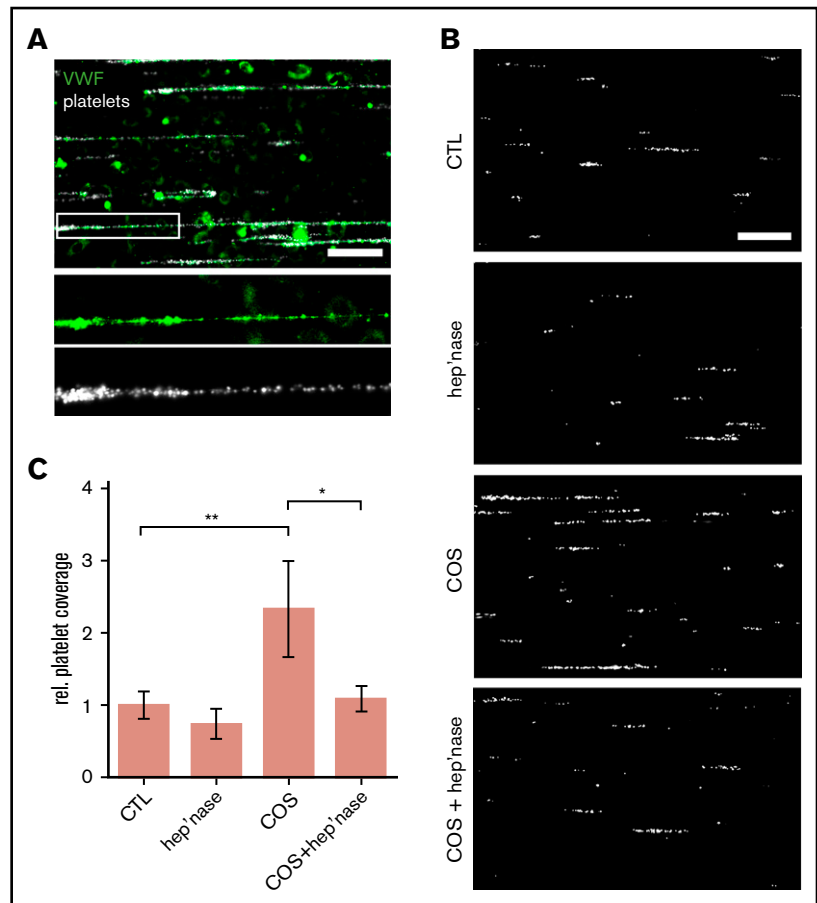 A
VWF
platelets
B
CTL
hep'nase
COS
COS + hep'nase
C
rel. platelet coverage
4
3
2
1
0
**
*
CTL
hep'nase
COS
COS+hep'nase